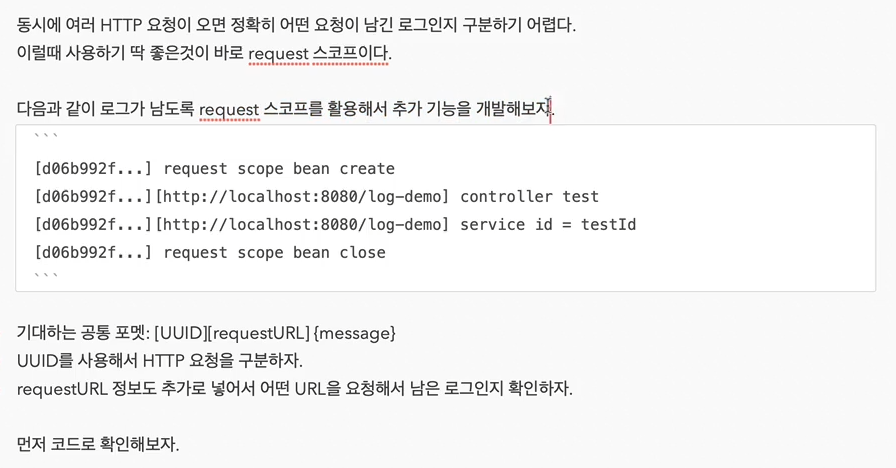 동시에 여러 HTTP 요청이 오면 정확히 어떤 요청이 남긴 로그인지 구분하기 어렵다.
이럴때 사용하기 딱 좋은것이 바로 request 스코프이다.
다음과 같이 로그가 남도록 request 스코프를 활용해서 추가 기능을 개발해보자.
```
[d06b992f...] request scope bean create
[d06b992f...][http://localhost:8080/log-demo] controller test
[d06b992f...][http://localhost:8080/log-demo] service id = testId
[d06b992f...] request scope bean close
```
기대하는 공통 포멧: [UUID][requestURL] {message}
UUID를 사용해서 HTTP 요청을 구분하자.
requestURL 정보도 추가로 넣어서 어떤 URL을 요청해서 남은 로그인지 확인하자.
먼저 코드로 확인해보자.